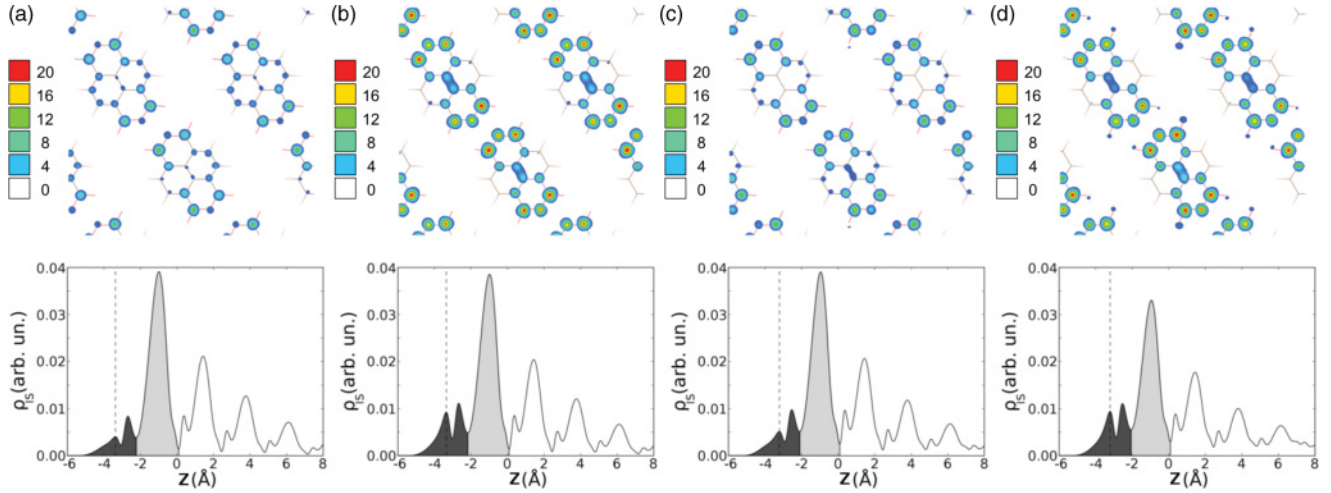 (a) (b) (c) (d)
20 20 20 20
16 16 16 16
12 12 12 12
8 8 8 8
4 4 4 4
0 0 0 0
0.04 0.04 0.04 0.04
0.03 0.03 0.03 0.03
0.02 0.02 0.02 0.02
0.01 0.01 0.01 0.01
0.00 0.00 0.00 0.00
ρIS(arb. un.) ρIS(arb. un.) ρIS(arb. un.) ρIS(arb. un.)
-6 -4 -2 0 2 4 6 8 -6 -4 -2 0 2 4 6 8 -6 -4 -2 0 2 4 6 8 -6 -4 -2 0 2 4 6 8
z(Å) z(Å) z(Å) z(Å)